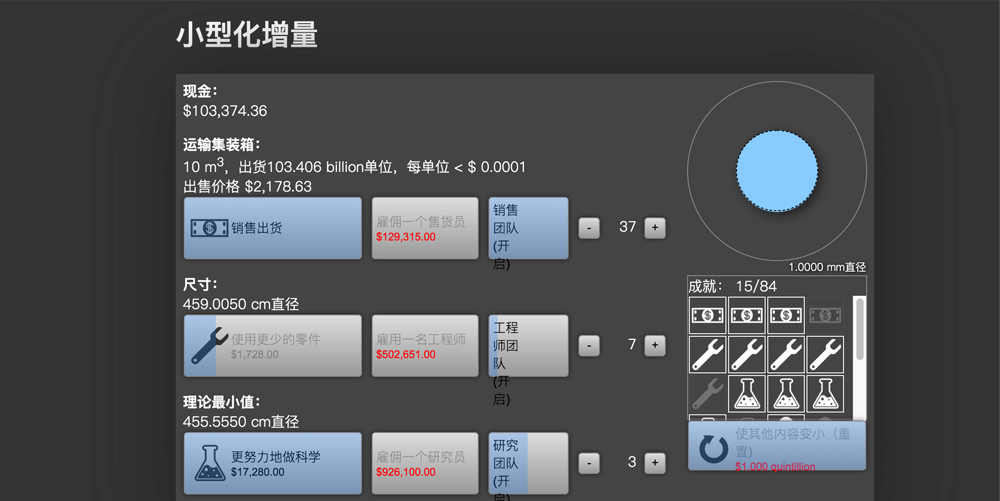 小型化增量
现金:
$103,374.36
运输集装箱:
10 m³，出货103.406 billion单位，每单位 < $ 0.0001
出售价格 $2,178.63
销售出货
雇佣一个售货员
$129,315.00
销售
团队
(开
启)
- 37 +
1.0000 mm直径
尺寸:
459.0050 cm直径
使用更少的零件
$1,728.00
雇用一名工程师
$502,651.00
工程
师团
队
(开
启)
- 7 +
成就： 15/84
理论最小值:
455.5550 cm直径
更努力地做科学
$17,280.00
雇佣一个研究员
$926,100.00
研究
团队
(开
- 3 +
使其他内容变小（重
置)
$1.000 quintillion